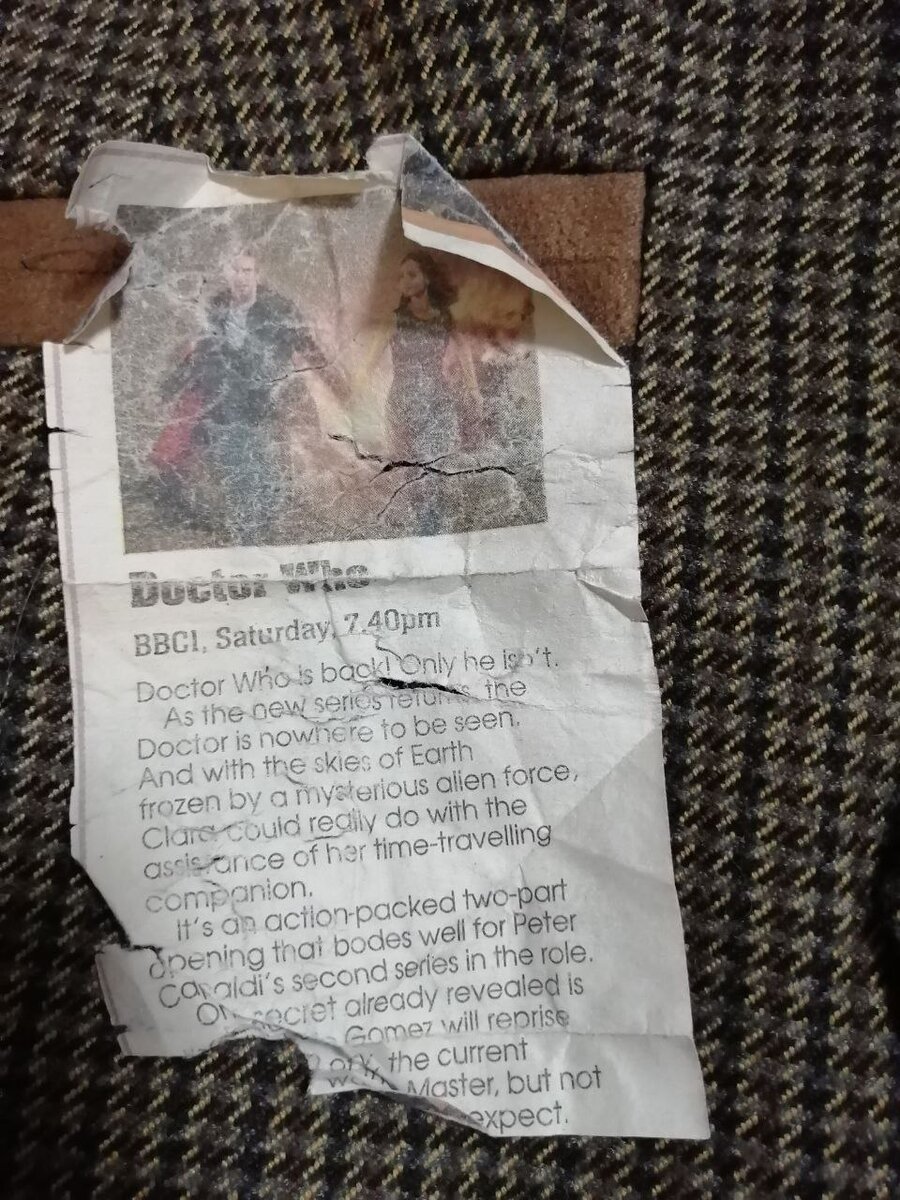 Doctor Who
BBC1, Saturday, 7.40pm
Doctor Who is back! Only he isn't.
As the new series returns, the
Doctor is nowhere to be seen.
And with the skies of Earth
frozen by a mysterious alien force,
Clara could really do with the
assistance of her time-travelling
companion.
It's an action-packed two-part
opening that bodes well for Peter
Capaldi's second series in the role.
secret already revealed is
Gomez will reprise
the current
Master, but not
expect.